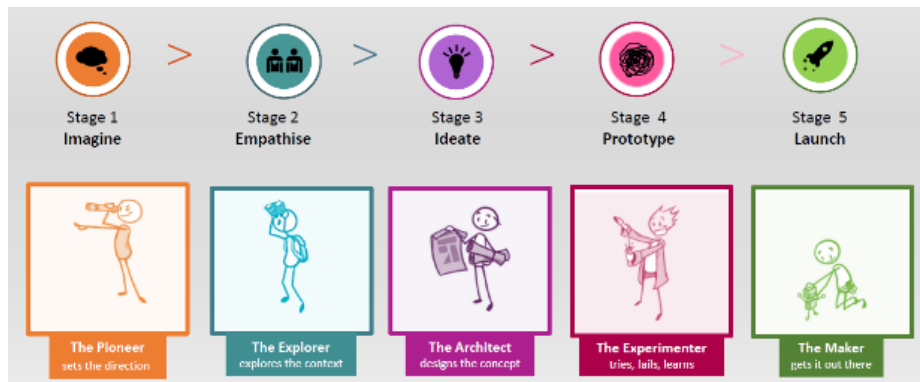 Stage 1
Imagine
Stage 2
Empathise
Stage 3
Ideate
Stage 4
Prototype
Stage 5
Launch
The Pioneer
sets the direction
The Explorer
explores the context
The Architect
designs the concept
The Experimenter
tries, fails, learns
The Maker
gets it out there